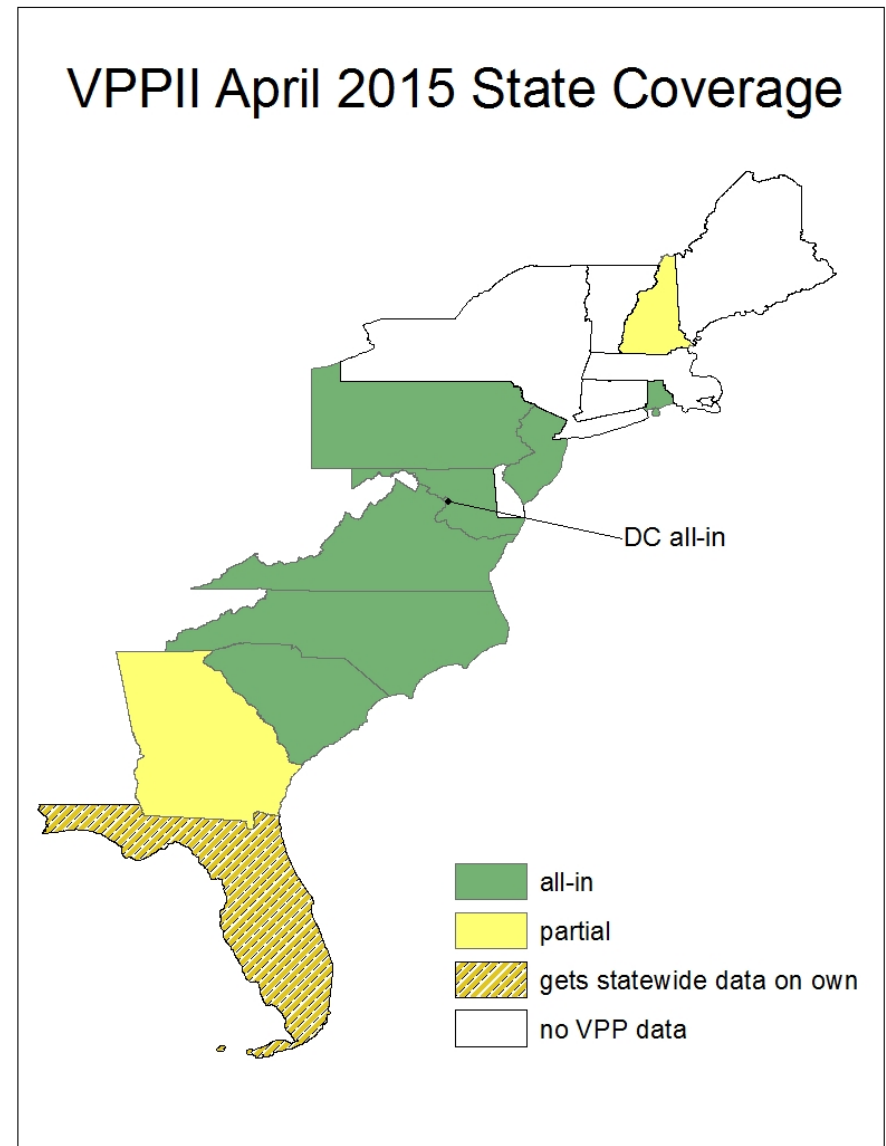 VPPII April 2015 State Coverage
DC all-in
all-in
partial
gets statewide data on own
no VPP data